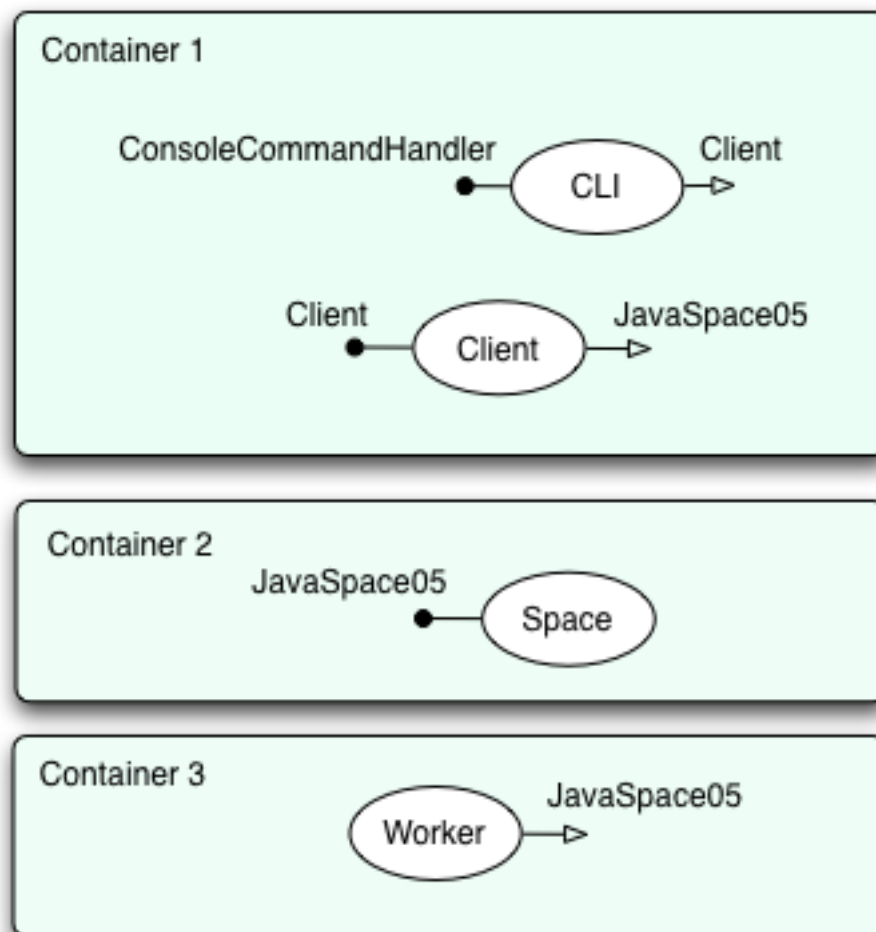 Container 1
ConsoleCommandHandler
Client
CLI
Client
JavaSpace05
Client
Container 2
JavaSpace05
Space
Container 3
JavaSpace05
Worker